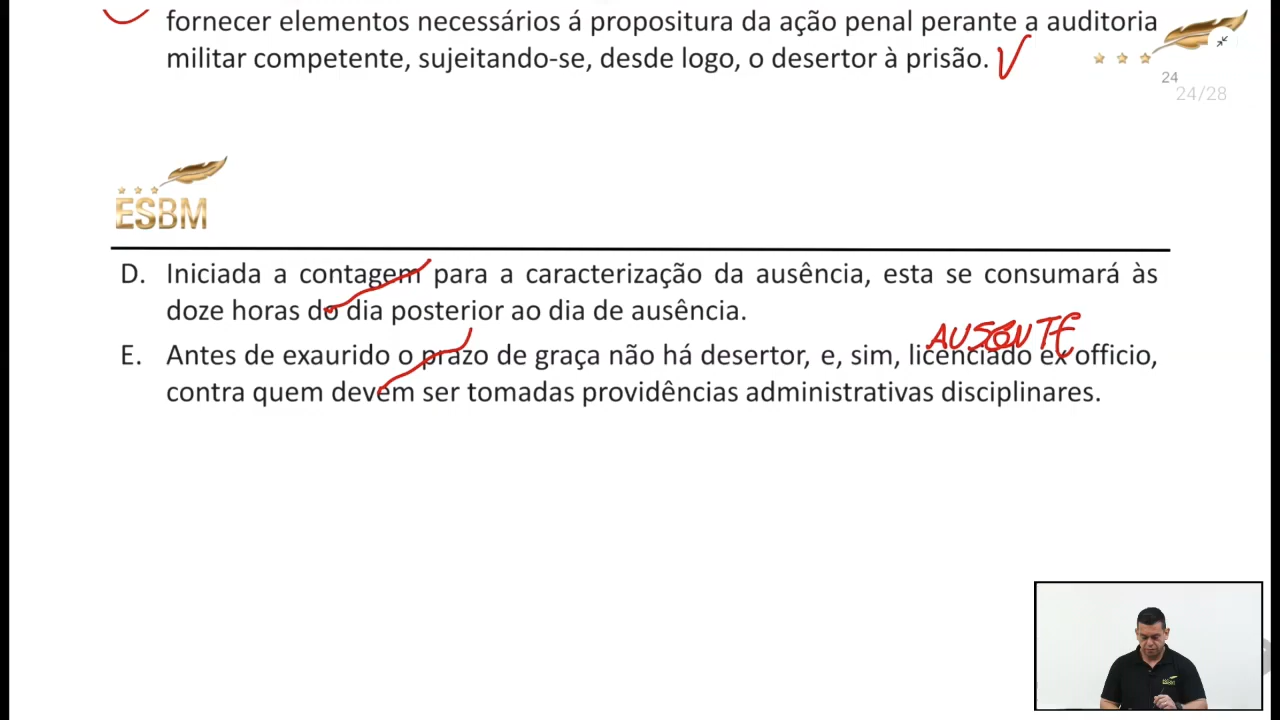 fornecer elementos necessários á propositura da ação penal perante a auditoria
militar competente, sujeitando-se, desde logo, o desertor à prisão. V
24
24/28
ESBM
D. Iniciada a contagem para a caracterização da ausência, esta se consumará às
doze horas do dia posterior ao dia de ausência.
AUSENTE
E. Antes de exaurido o prazo de graça não há desertor, e, sim, licenciado ex officio,
contra quem devem ser tomadas providências administrativas disciplinares.